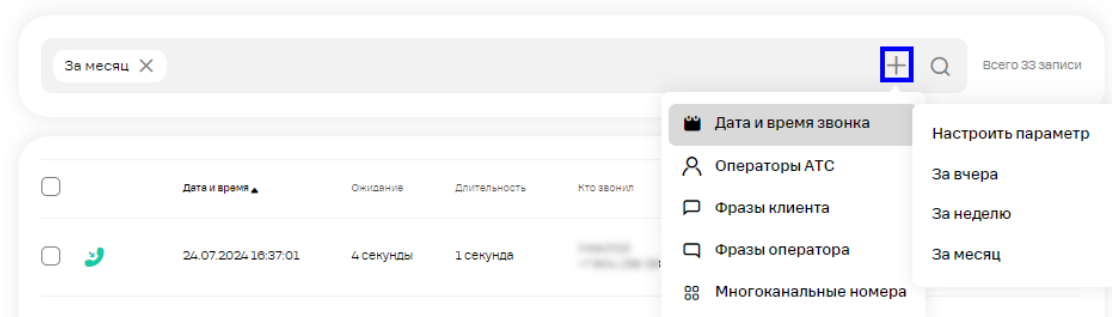 За месяц
Всего 33 записи
Дата и время звонка
Операторы АТС
Фразы клиента
Фразы оператора
Многоканальные номера
Настроить параметр
За вчера
За неделю
За месяц
Дата и время
Ожидание
Длительность
Кто звонил
24.07.2024 16:37:01
4 секунды
1 секунда